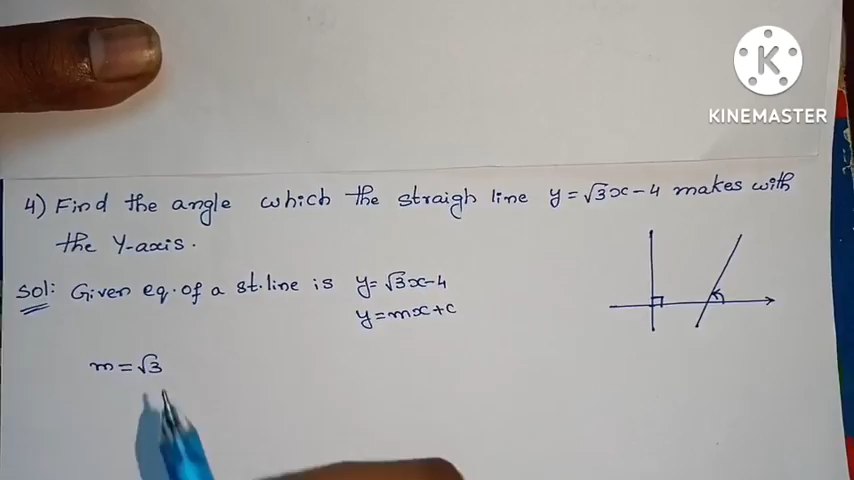 KINEMASTER
4) Find the angle which the straigh line y = √3x - 4 makes with
the Y-axis.
Sol: Given eq. of a st. line is y = √3x - 4
y = mx + c
m = √3